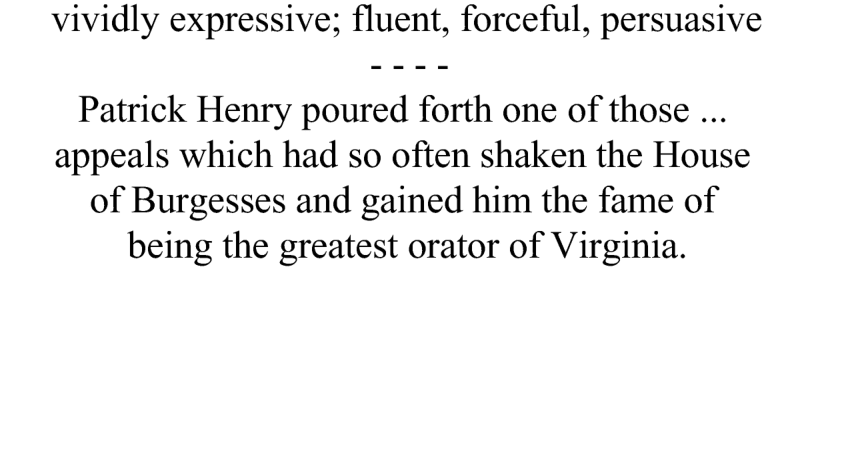 vividly expressive; fluent, forceful, persuasive
- - - -
Patrick Henry poured forth one of those ...
appeals which had so often shaken the House
of Burgesses and gained him the fame of
being the greatest orator of Virginia.